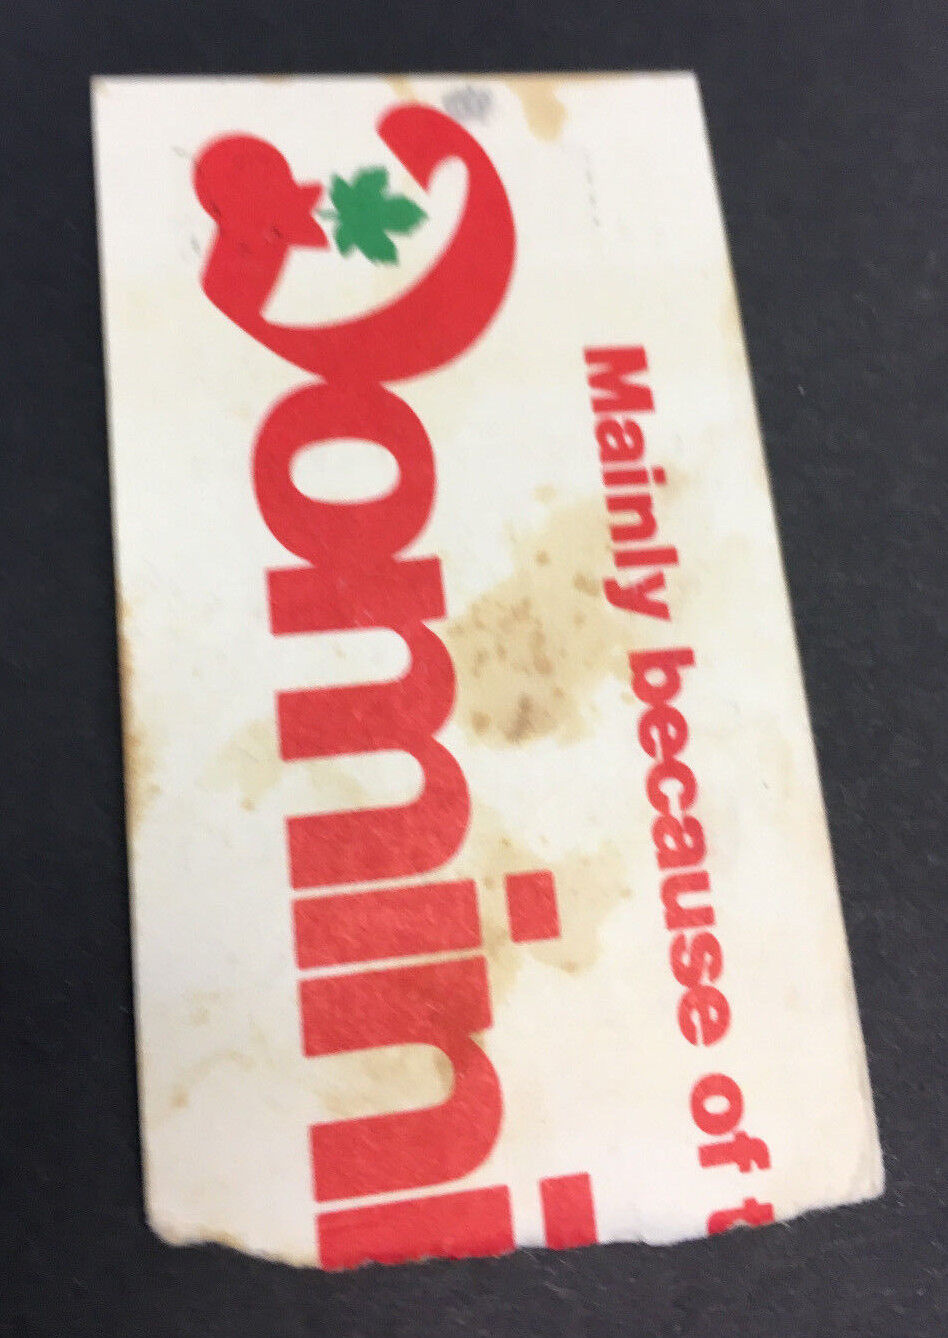 Mainly because of t
Domini